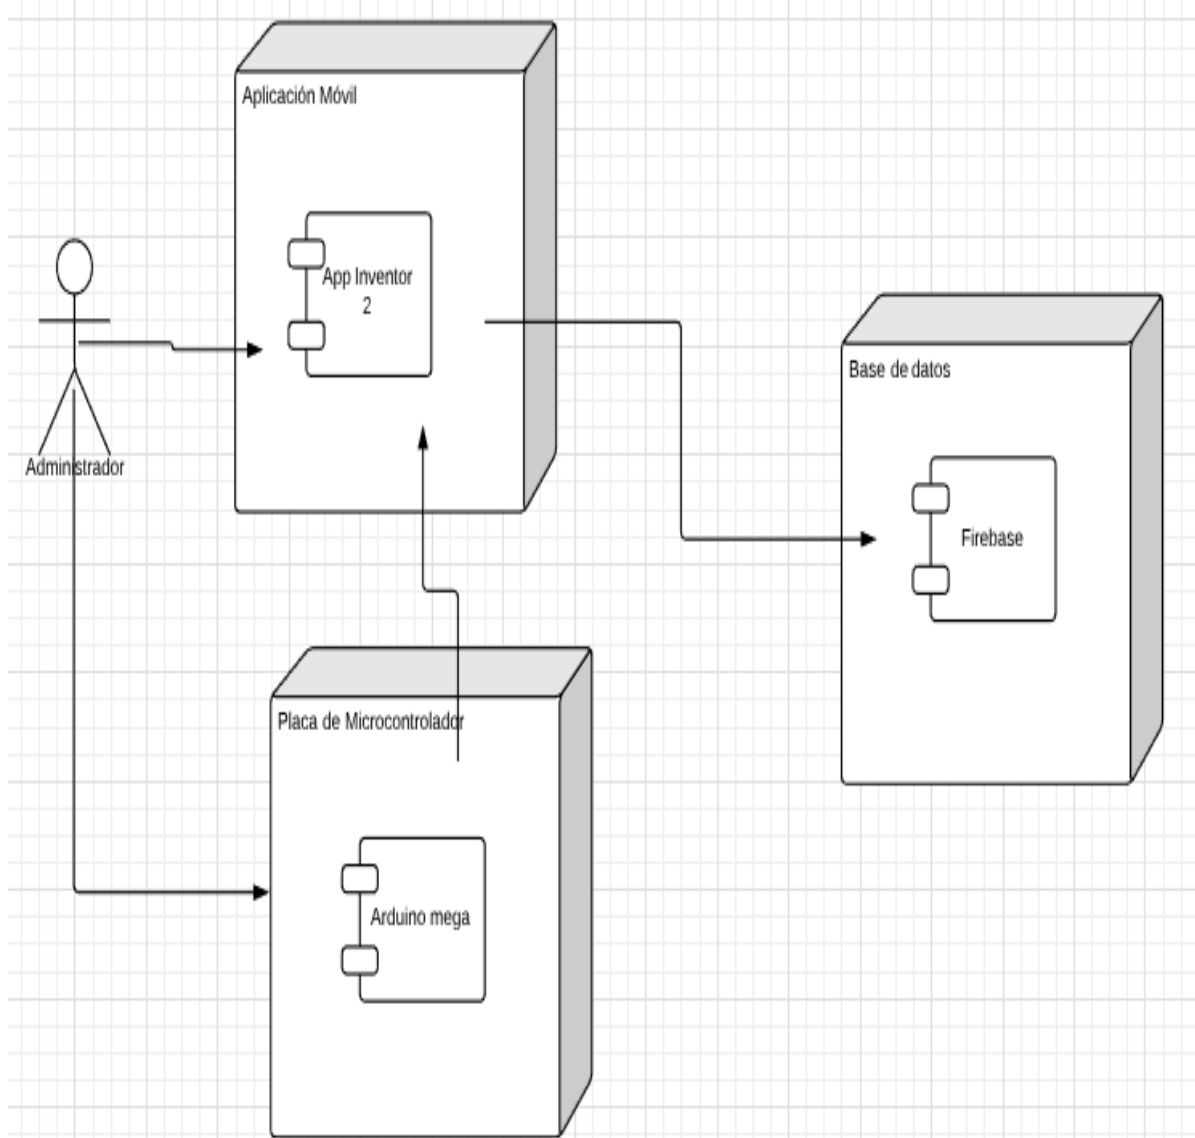 Aplicación Móvil
App Inventor
2
Administrador
Base de datos
Firebase
Placa de Microcontrolador
Arduino mega